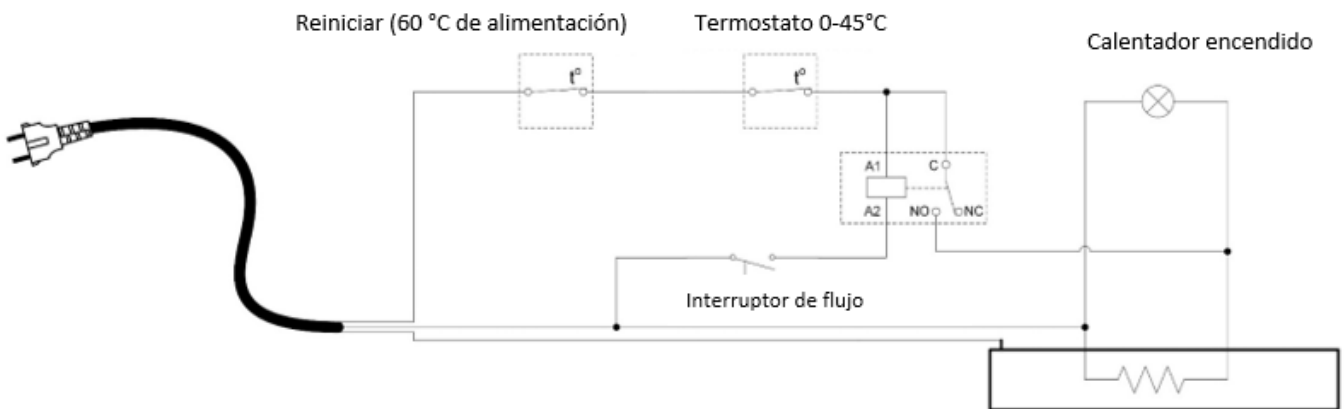 Reiniciar (60 °C de alimentación)
Termostato 0-45°C
Calentador encendido
t°
t°
A1
C
A2
NO
NC
Interruptor de flujo